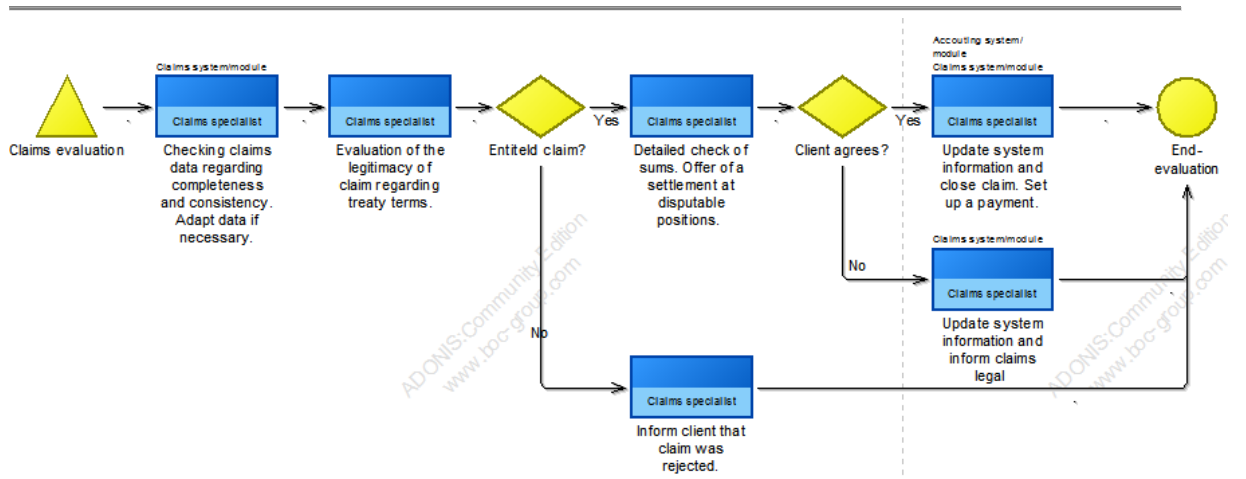 Accouting system/
module
Claims system/module
Claims system/module
Claims specialist
Claims specialist
Claims specialist
Claims specialist
Yes
Yes
Claims evaluation
Checking claims
data regarding
completeness
and consistency.
Adapt data if
necessary.
Evaluation of the
legitimacy of
claim regarding
treaty terms.
Entiteld claim?
Detailed check of
sums. Offer of a
settlement at
disputable
positions.
Client agrees?
Update system
information and
close claim. Set
up a payment.
End-
evaluation
Claims system/module
No
Claims specialist
Update system
information and
inform claims
legal
No
Claims specialist
Inform client that
claim was
rejected.
ADONIS:Community Edition
www.boc-group.com
ADONIS:Community Edition
www.boc-group.com